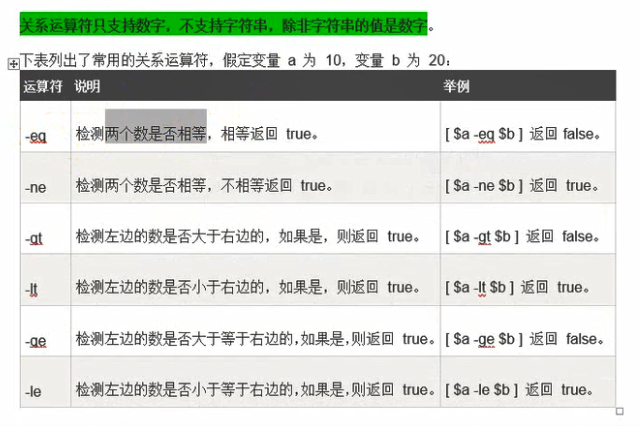 关系运算符只支持数字，不支持字符串，除非字符串的值是数字。
下表列出了常用的关系运算符，假定变量 a 为 10，变量 b 为 20：
运算符 说明 举例
-eq 检测两个数是否相等，相等返回 true。 [ $a -eq $b ] 返回 false。
-ne 检测两个数是否相等，不相等返回 true。 [ $a -ne $b ] 返回 true。
-gt 检测左边的数是否大于右边的，如果是，则返回 true。 [ $a -gt $b ] 返回 false。
-lt 检测左边的数是否小于右边的，如果是，则返回 true。 [ $a -lt $b ] 返回 true。
-ge 检测左边的数是否大于等于右边的,如果是,则返回 true。 [ $a -ge $b ] 返回 false。
-le 检测左边的数是否小于等于右边的,如果是,则返回 true。 [ $a -le $b ] 返回 true。